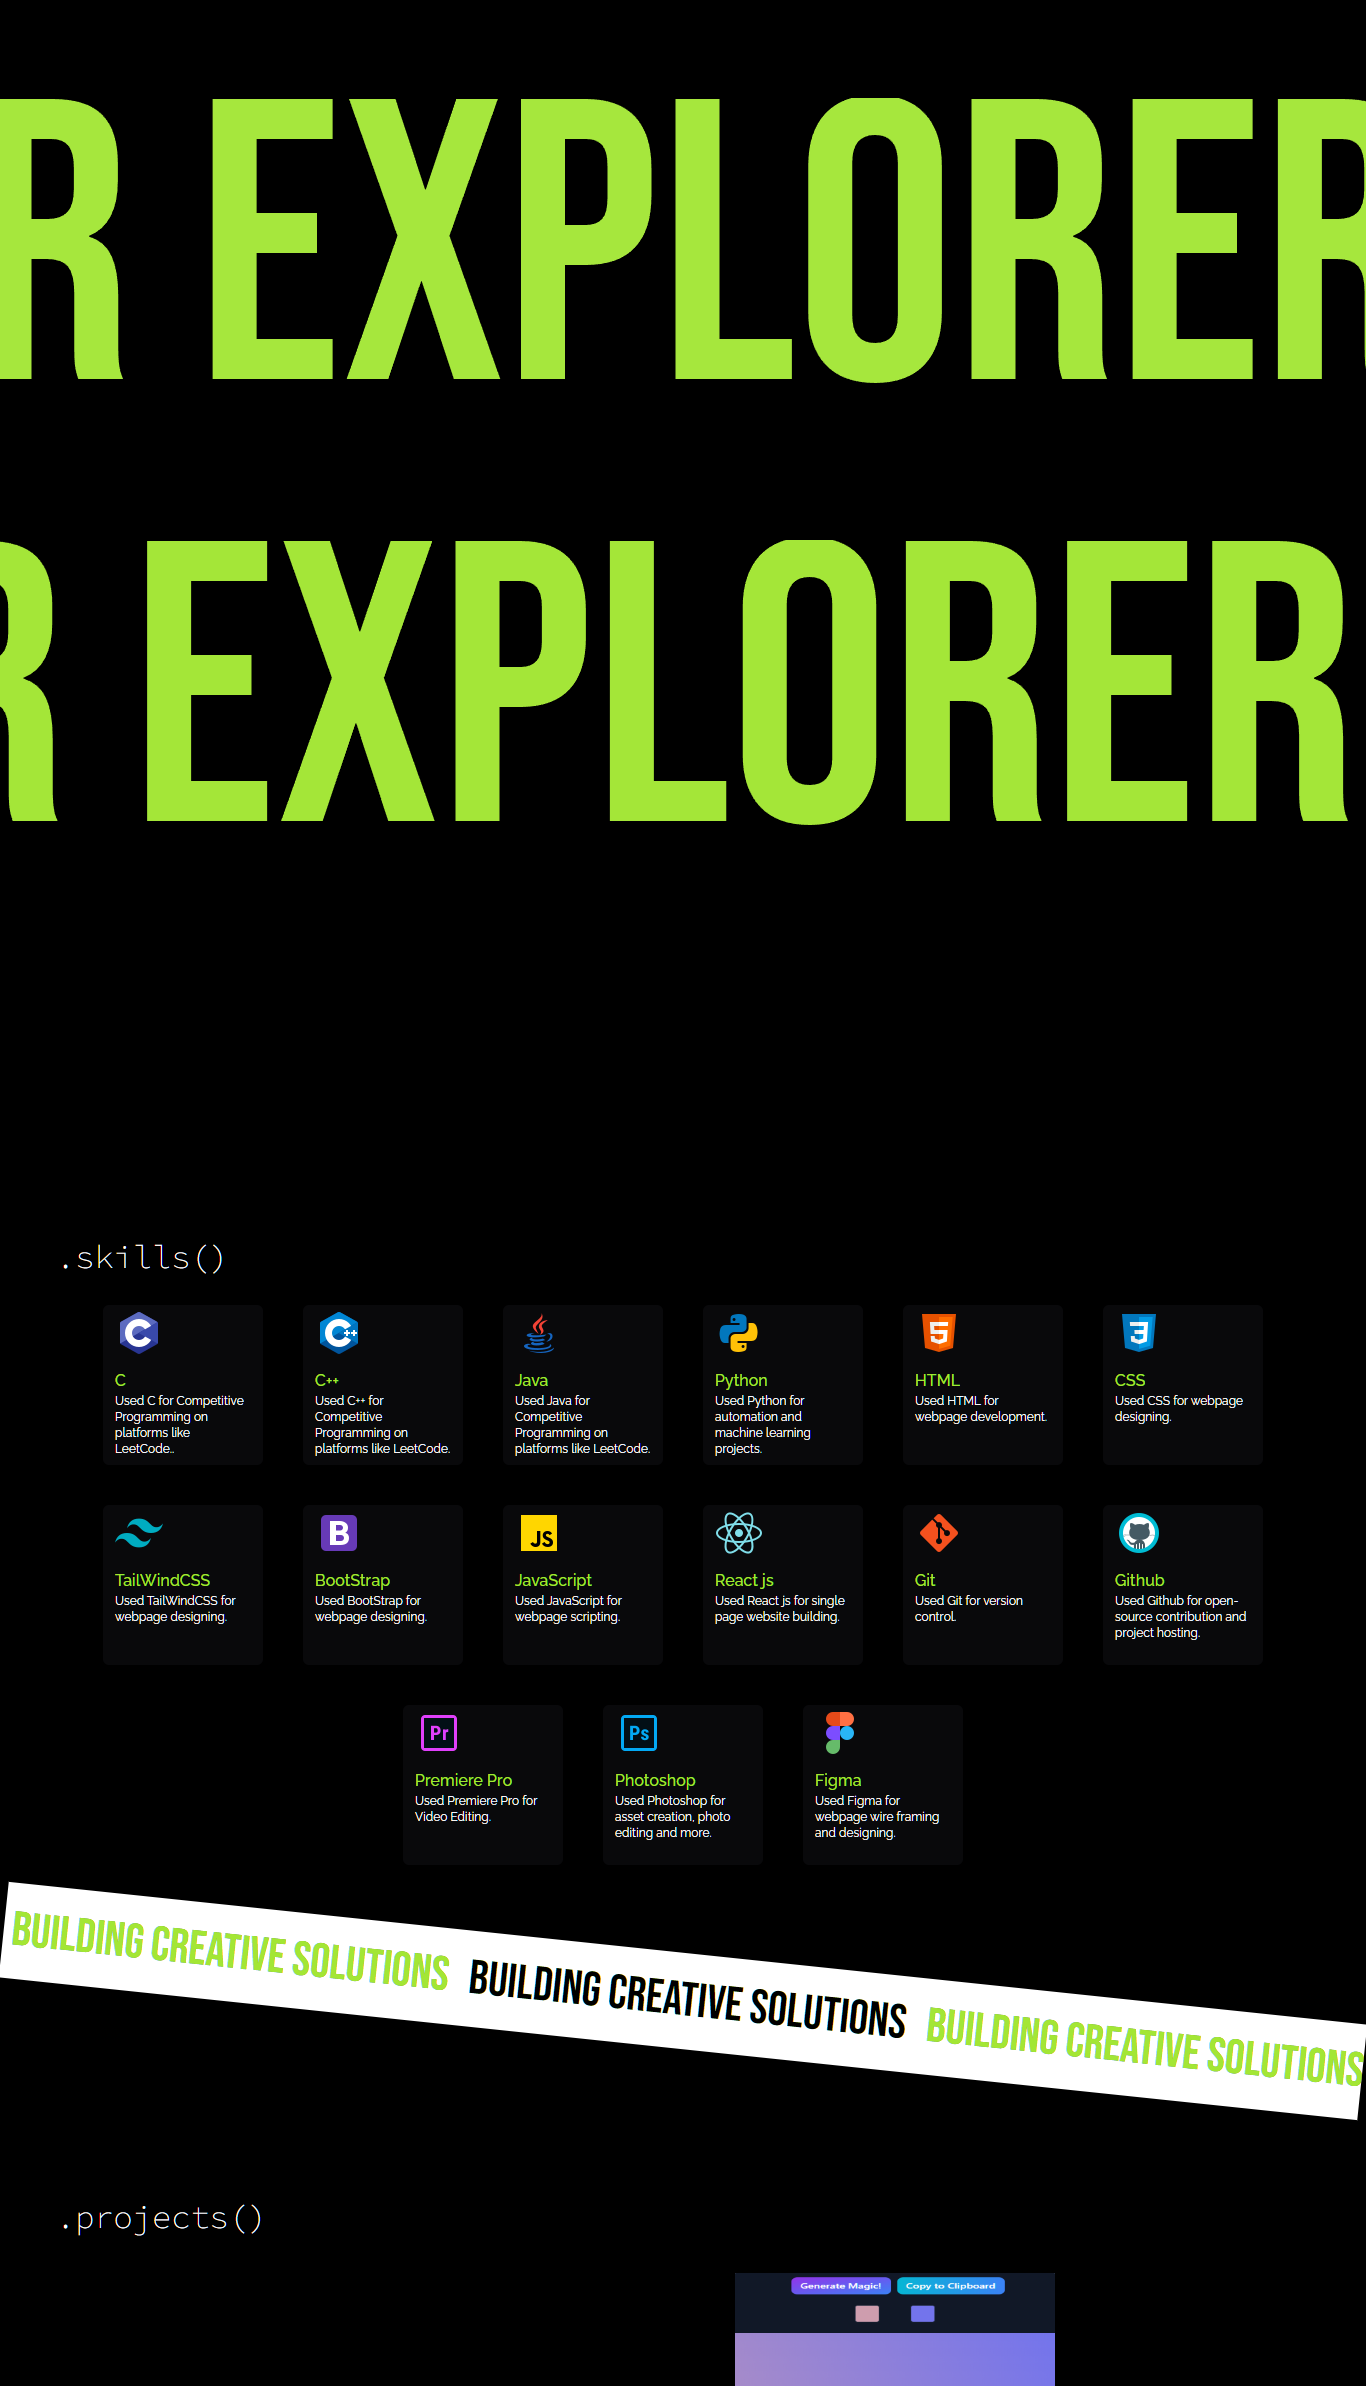 R EXPLORER
R EXPLORER
.skills()
C
Used C for Competitive
Programming on
platforms like
LeetCode..
C++
Used C++ for
Competitive
Programming on
platforms like LeetCode.
Java
Used Java for
Competitive
Programming on
platforms like LeetCode.
Python
Used Python for
automation and
machine learning
projects.
5
HTML
Used HTML for
webpage development.
3
CSS
Used CSS for webpage
designing.
TailWindCSS
Used TailWindCSS for
webpage designing.
B
BootStrap
Used BootStrap for
webpage designing.
JS
JavaScript
Used JavaScript for
webpage scripting.
React js
Used React js for single
page website building.
Git
Used Git for version
control.
Github
Used Github for open-
source contribution and
project hosting.
Pr
Premiere Pro
Used Premiere Pro for
Video Editing.
Ps
Photoshop
Used Photoshop for
asset creation, photo
editing and more.
Figma
Used Figma for
webpage wire framing
and designing.
BUILDING CREATIVE SOLUTIONS BUILDING CREATIVE SOLUTIONS BUILDING CREATIVE SOLUTIONS
.projects()
Generate Magic! Copy to Clipboard